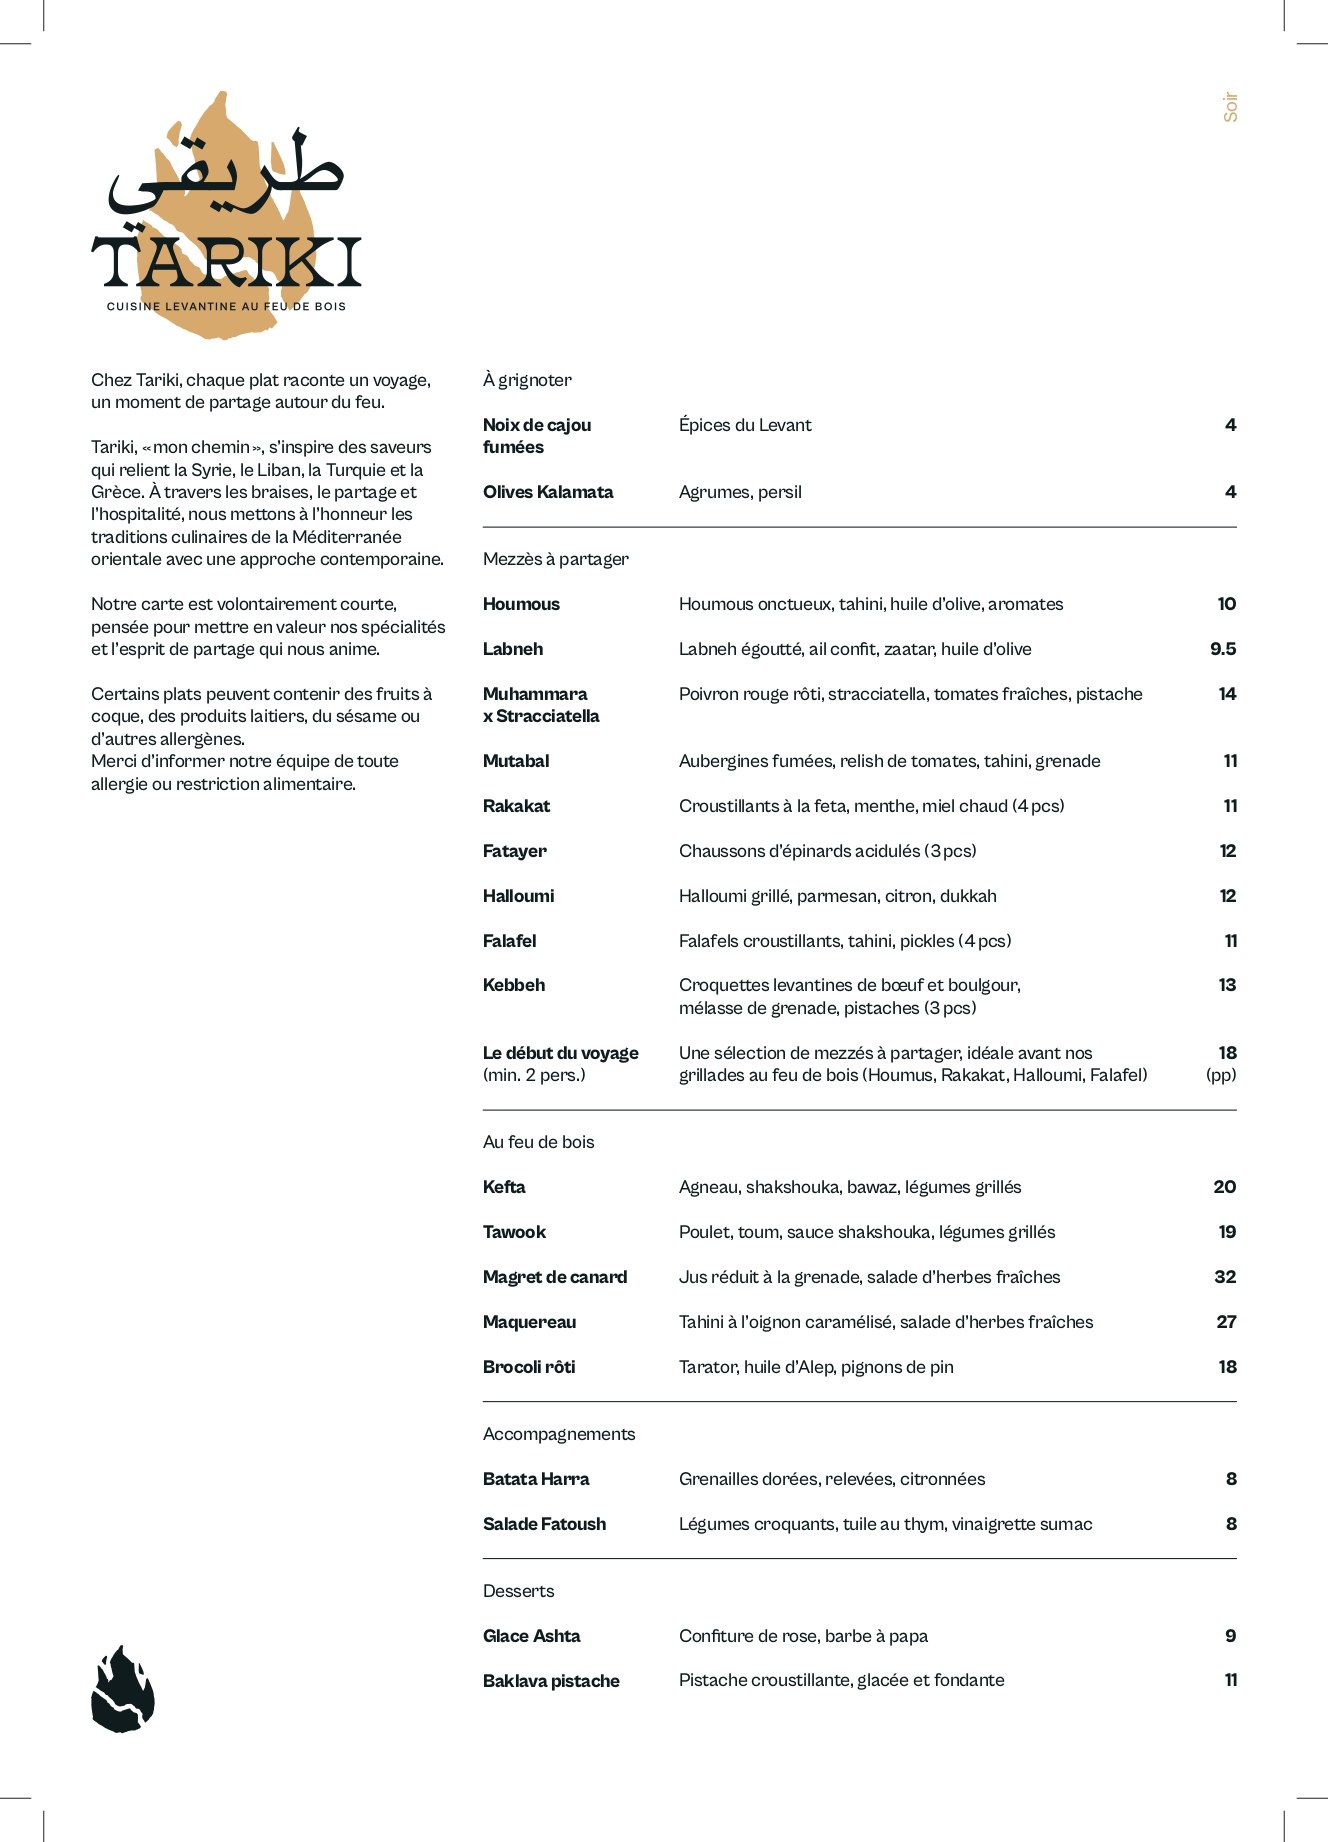 Soir
طريقي
TARIKI
CUISINE LEVANTINE AU FEU DE BOIS
Chez Tariki, chaque plat raconte un voyage,
un moment de partage autour du feu.
Tariki, « mon chemin », s’inspire des saveurs
qui relient la Syrie, le Liban, la Turquie et la
Grèce. À travers les braises, le partage et
l’hospitalité, nous mettons à l’honneur les
traditions culinaires de la Méditerranée
orientale avec une approche contemporaine.
Notre carte est volontairement courte,
pensée pour mettre en valeur nos spécialités
et l’esprit de partage qui nous anime.
Certains plats peuvent contenir des fruits à
coque, des produits laitiers, du sésame ou
d’autres allergènes.
Merci d’informer notre équipe de toute
allergie ou restriction alimentaire.
À grignoter
Noix de cajou Épices du Levant 4
fumées
Olives Kalamata Agrumes, persil 4
Mezzès à partager
Houmous Houmous onctueux, tahini, huile d’olive, aromates 10
Labneh Labneh égoutté, ail confit, zaatar, huile d’olive 9.5
Muhammara Poivron rouge rôti, stracciatella, tomates fraîches, pistache 14
x Stracciatella
Mutabal Aubergines fumées, relish de tomates, tahini, grenade 11
Rakakat Croustillants à la feta, menthe, miel chaud (4 pcs) 11
Fatayer Chaussons d’épinards acidulés (3 pcs) 12
Halloumi Halloumi grillé, parmesan, citron, dukkah 12
Falafel Falafels croustillants, tahini, pickles (4 pcs) 11
Kebbeh Croquettes levantines de bœuf et boulgour, 13
mélasse de grenade, pistaches (3 pcs)
Le début du voyage Une sélection de mezzés à partager, idéale avant nos 18
(min. 2 pers.) grillades au feu de bois (Houmus, Rakakat, Halloumi, Falafel) (pp)
Au feu de bois
Kefta Agneau, shakshouka, bawaz, légumes grillés 20
Tawook Poulet, toum, sauce shakshouka, légumes grillés 19
Magret de canard Jus réduit à la grenade, salade d’herbes fraîches 32
Maquereau Tahini à l’oignon caramélisé, salade d’herbes fraîches 27
Brocoli rôti Tarator, huile d’Alep, pignons de pin 18
Accompagnements
Batata Harra Grenailles dorées, relevées, citronnées 8
Salade Fatoush Légumes croquants, tuile au thym, vinaigrette sumac 8
Desserts
Glace Ashta Confiture de rose, barbe à papa 9
Baklava pistache Pistache croustillante, glacée et fondante 11